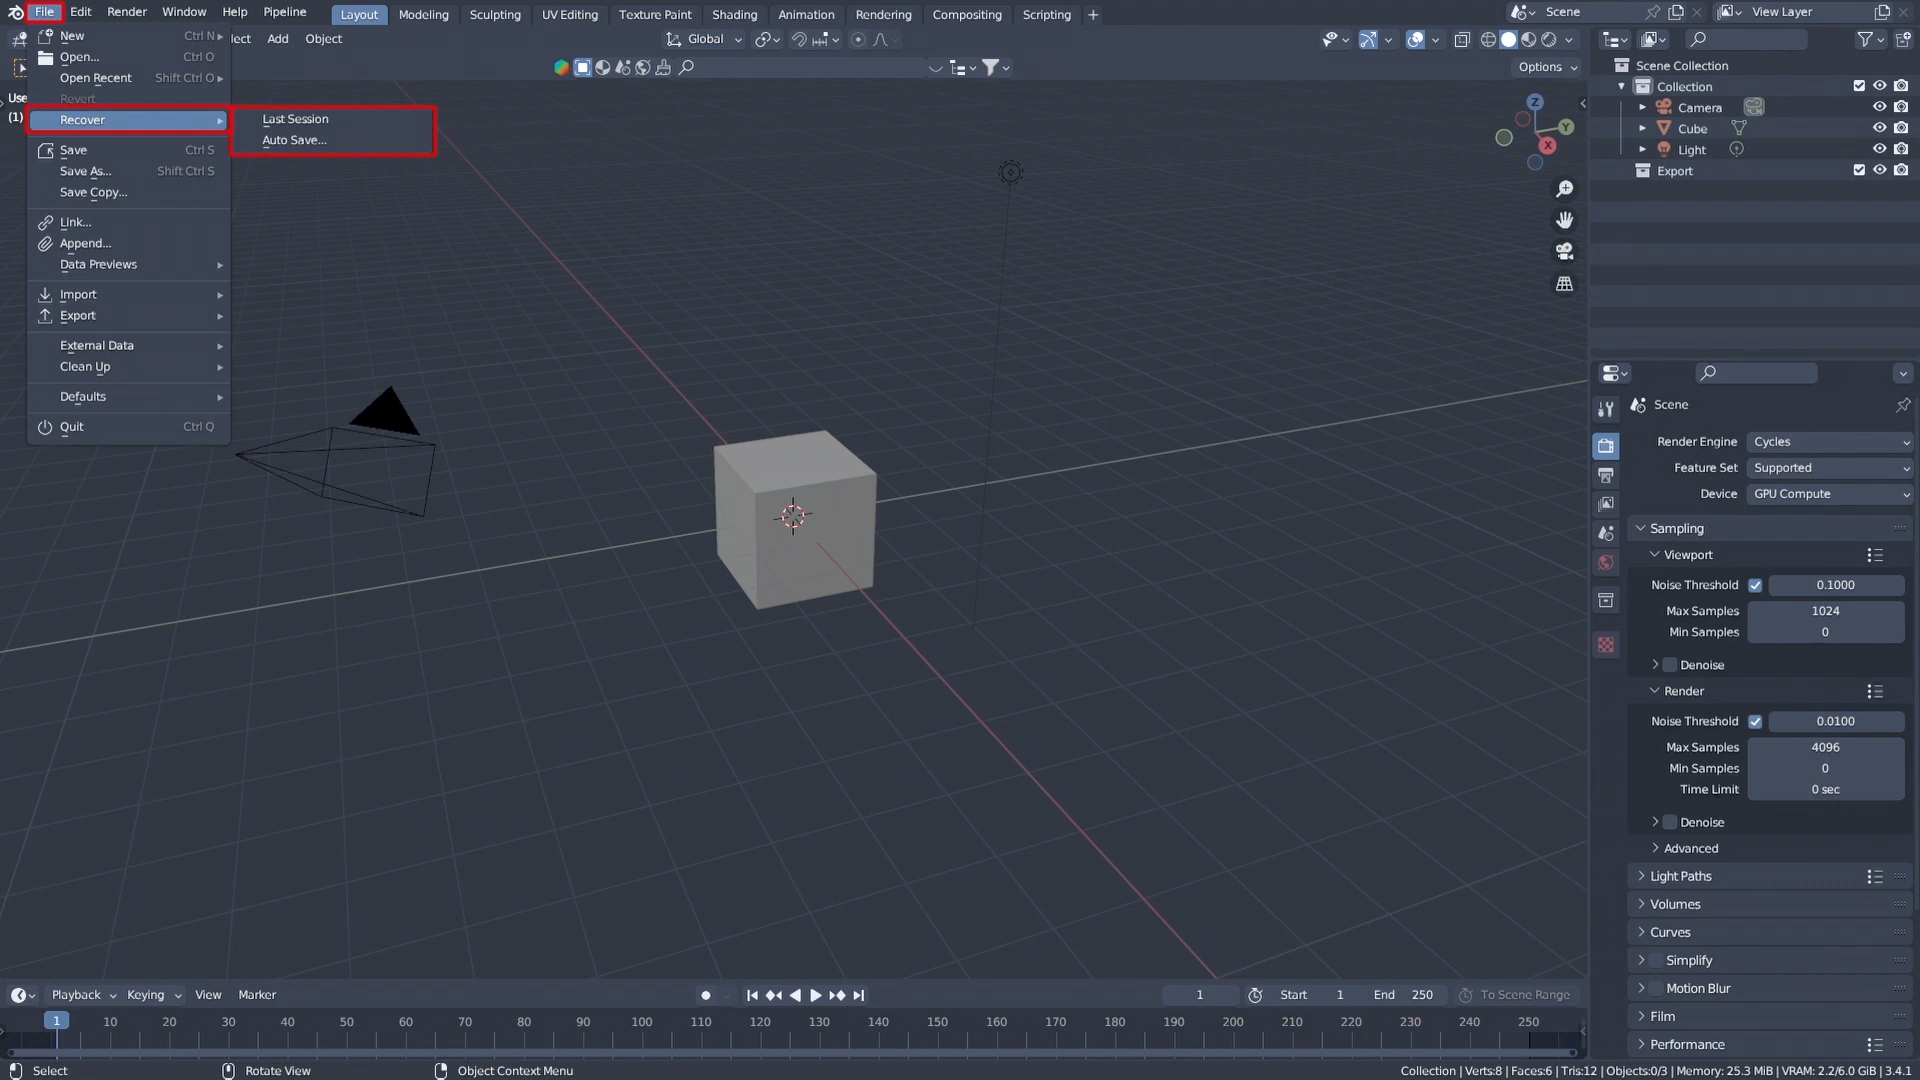 File Edit Render Window Help Pipeline
Layout Modeling Sculpting UV Editing Texture Paint Shading Animation Rendering Compositing Scripting +
Scene
View Layer
New Ctrl N
Open... Ctrl O
Open Recent Shift Ctrl O
Revert
Recover
Last Session
Auto Save...
Save Ctrl S
Save As... Shift Ctrl S
Save Copy...
Link...
Append...
Data Previews
Import
Export
External Data
Clean Up
Defaults
Quit Ctrl Q
lect Add Object
Global
Options
Use
(1)
Z
Y
X
Scene Collection
Collection
Camera
Cube
Light
Export
Scene
Render Engine Cycles
Feature Set Supported
Device GPU Compute
Sampling
Viewport
Noise Threshold 0.1000
Max Samples 1024
Min Samples 0
Denoise
Render
Noise Threshold 0.0100
Max Samples 4096
Min Samples 0
Time Limit 0 sec
Denoise
Advanced
Light Paths
Volumes
Curves
Simplify
Motion Blur
Film
Performance
Playback Keying View Marker
1 Start 1 End 250 To Scene Range
1 10 20 30 40 50 60 70 80 90 100 110 120 130 140 150 160 170 180 190 200 210 220 230 240 250
Select Rotate View Object Context Menu
Collection | Verts:8 | Faces:6 | Tris:12 | Objects:0/3 | Memory: 25.3 MiB | VRAM: 2.2/6.0 GiB | 3.4.1